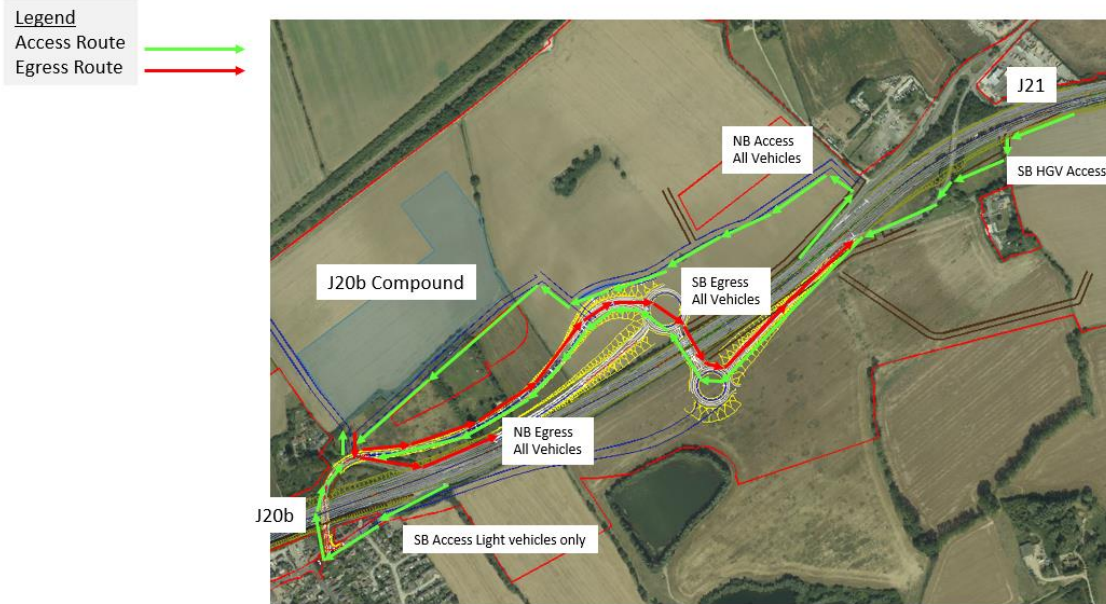 Legend
Access Route
Egress Route
J21
NB Access
All Vehicles
SB HGV Access
J20b Compound
SB Egress
All Vehicles
NB Egress
All Vehicles
J20b
SB Access Light vehicles only